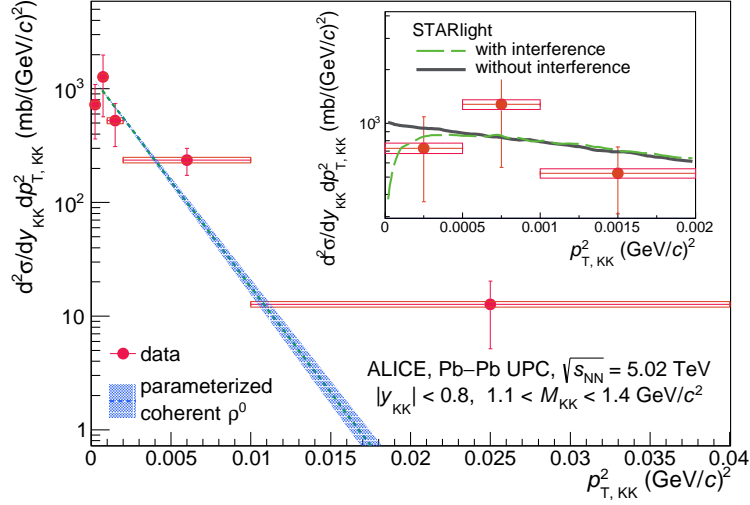 d²σ/dy_KK dp²_T, KK (mb/(GeV/c)²)
10³
10²
10
1
0 0.005 0.01 0.015 0.02 0.025 0.03 0.035 0.04
p²_T, KK (GeV/c)²
data
parameterized
coherent ρ⁰
ALICE, Pb−Pb UPC, √s_NN = 5.02 TeV
|y_KK| < 0.8, 1.1 < M_KK < 1.4 GeV/c²
STARlight
with interference
without interference
d²σ/dy_KK dp²_T, KK (mb/(GeV/c)²)
10³
0 0.0005 0.001 0.0015 0.002
p²_T, KK (GeV/c)²